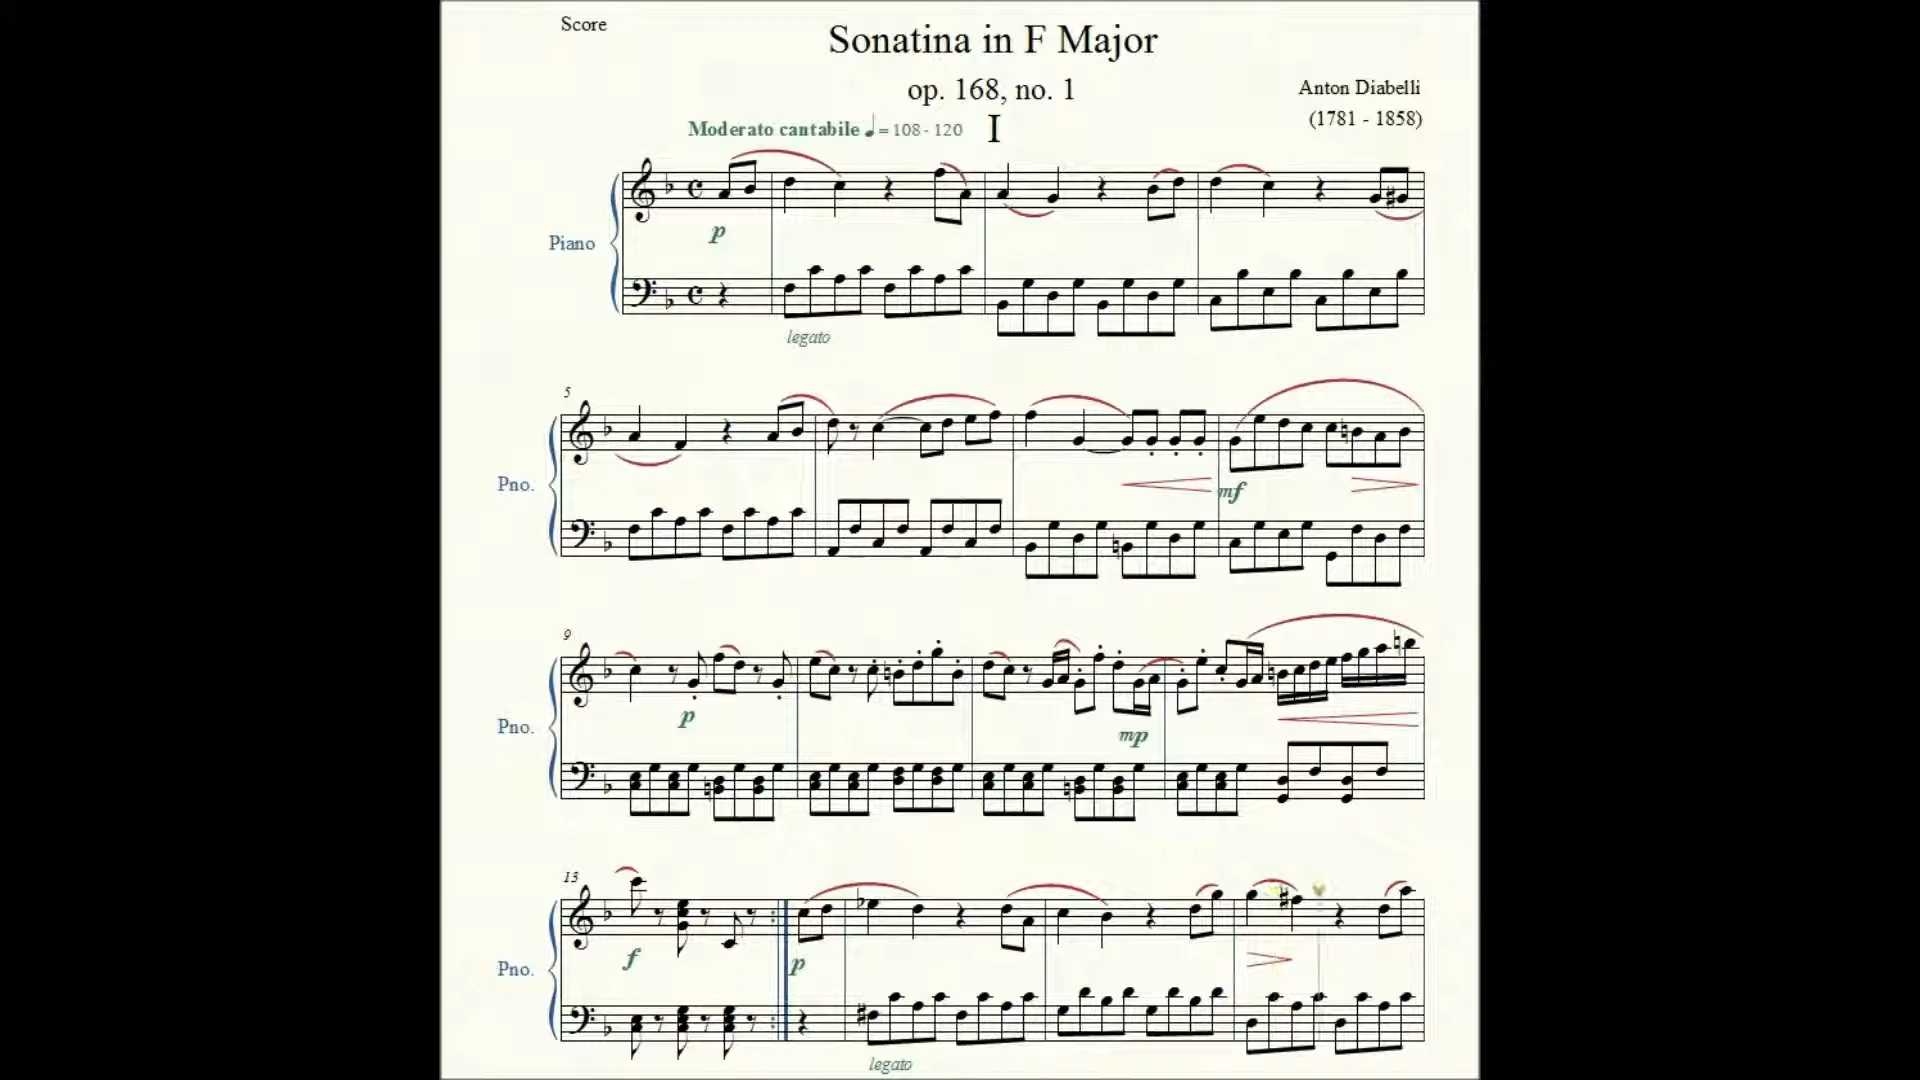 Score
Sonatina in F Major
op. 168, no. 1
Anton Diabelli
(1781 - 1858)
Moderato cantabile ♩ = 108 - 120
I
Piano
p
legato
5
Pno.
mf
9
Pno.
p
mp
13
Pno.
f
p
legato